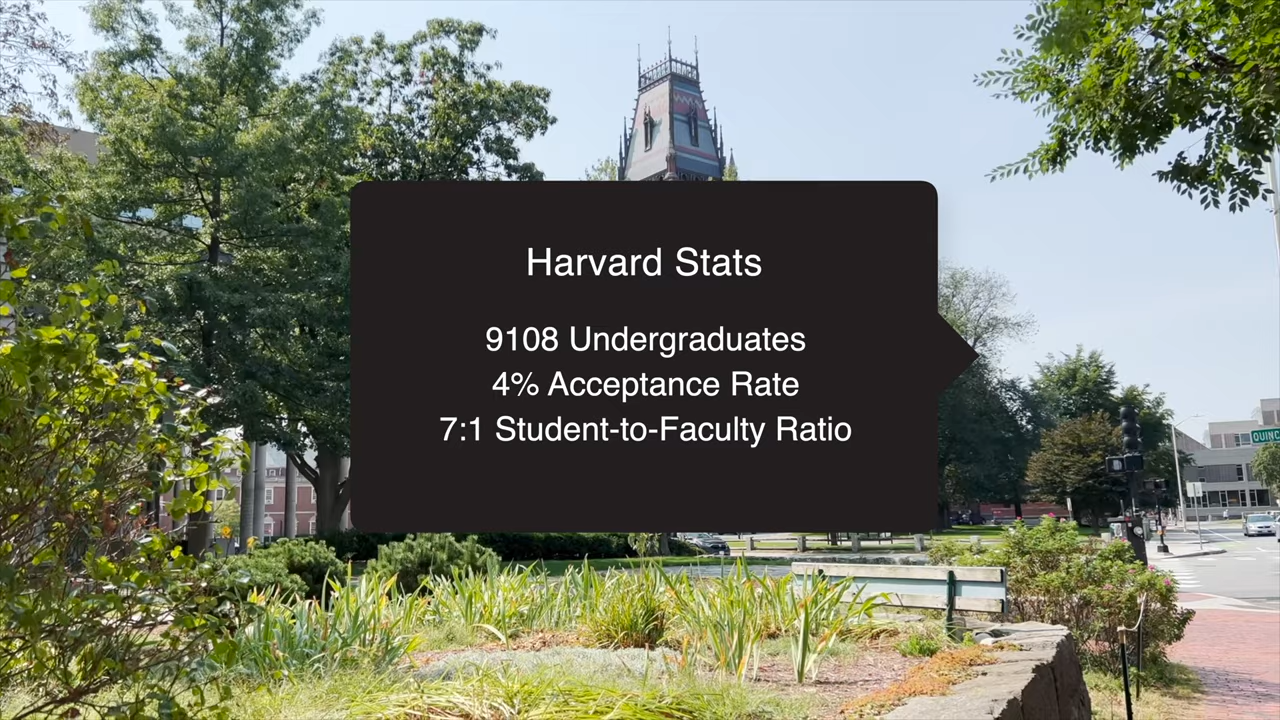 Harvard Stats
9108 Undergraduates
4% Acceptance Rate
7:1 Student-to-Faculty Ratio